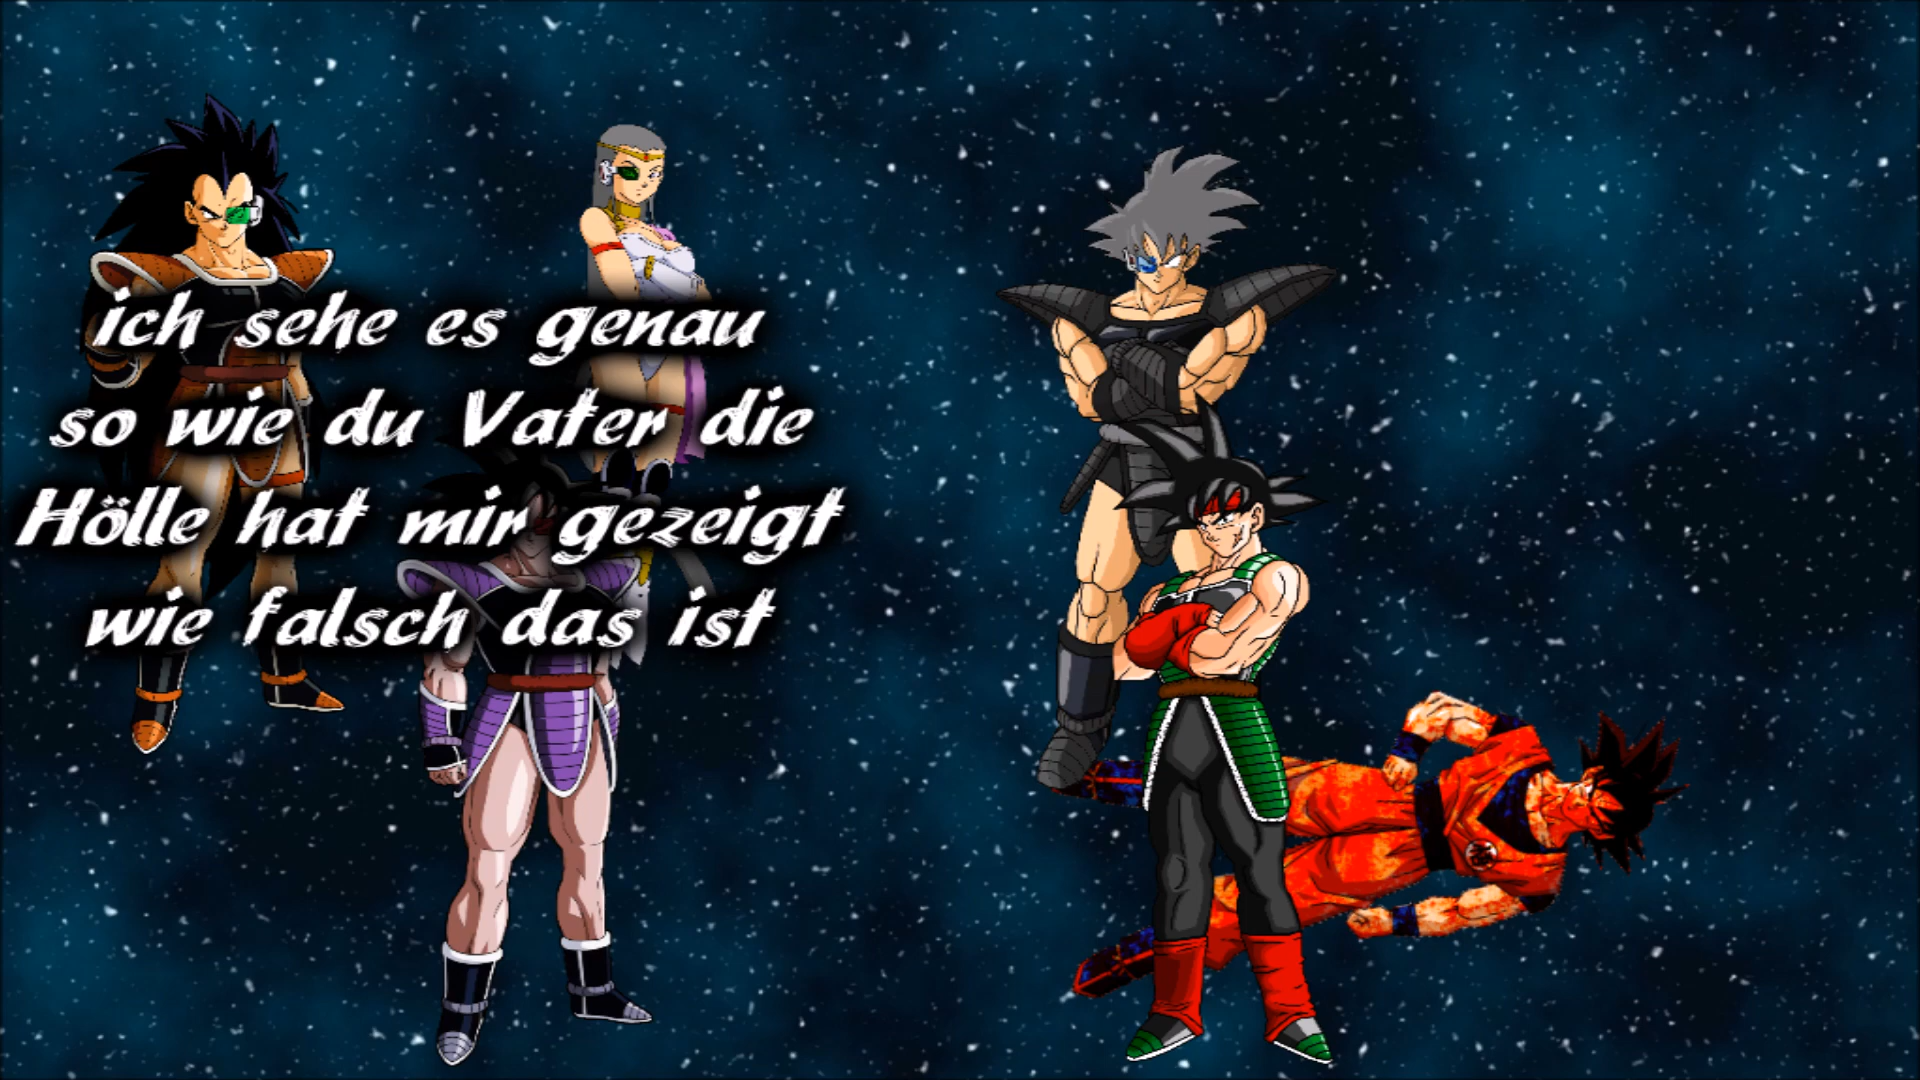 ich sehe es genau
so wie du Vater die
Hölle hat mir gezeigt
wie falsch das ist